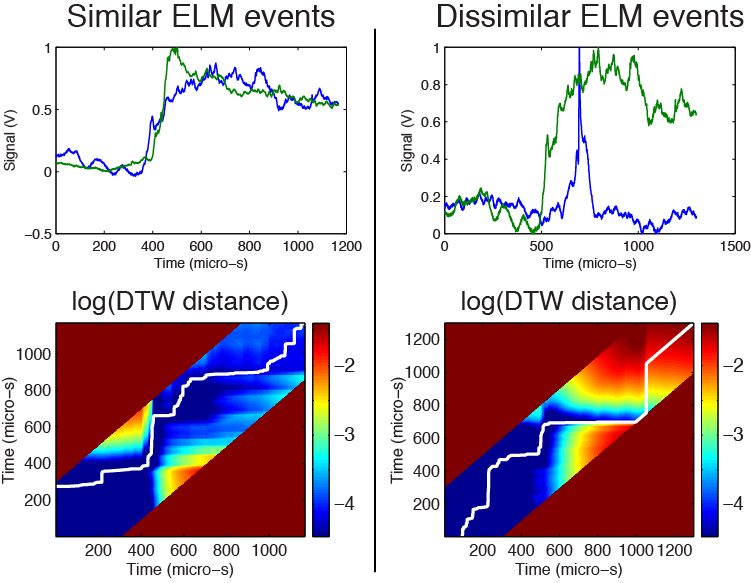 Similar ELM events
1
0.5
0
−0.5
Signal (V)
0 200 400 600 800 1000 1200
Time (micro−s)
log(DTW distance)
1000
800
600
400
200
Time (micro−s)
200 400 600 800 1000
Time (micro−s)
−2
−3
−4
Dissimilar ELM events
1
0.8
0.6
0.4
0.2
0
Signal (V)
0 500 1000 1500
Time (micro−s)
log(DTW distance)
1200
1000
800
600
400
200
Time (micro−s)
200 400 600 800 1000 1200
Time (micro−s)
−2
−3
−4